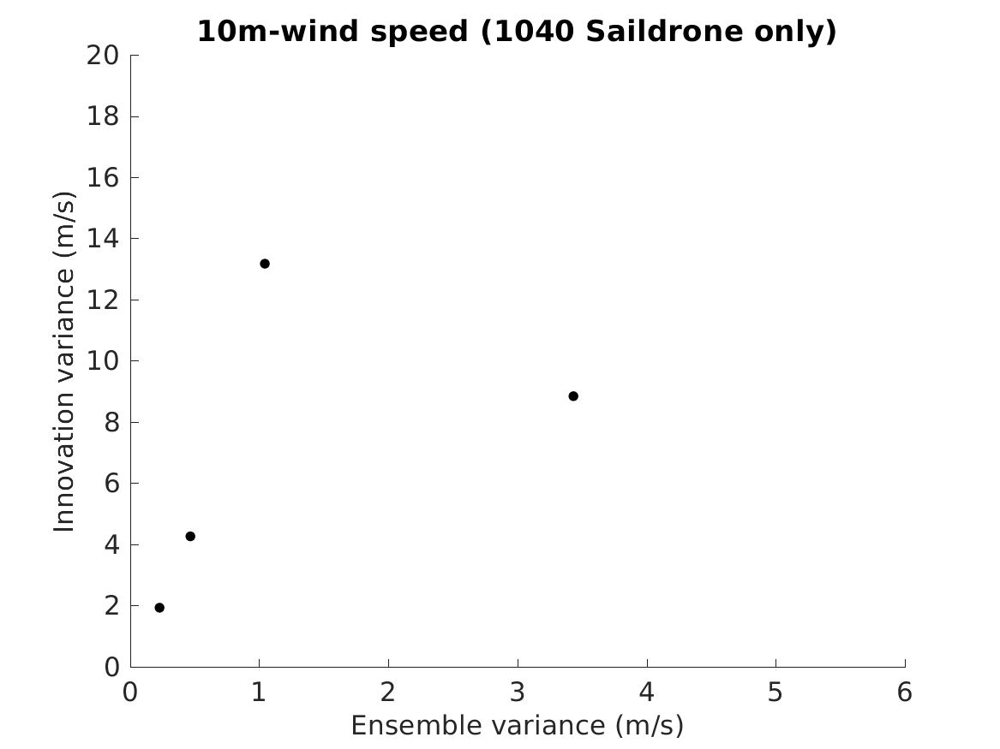 10m-wind speed (1040 Saildrone only)
20
18
16
14
12
10
8
6
4
2
0
Innovation variance (m/s)
0 1 2 3 4 5 6
Ensemble variance (m/s)